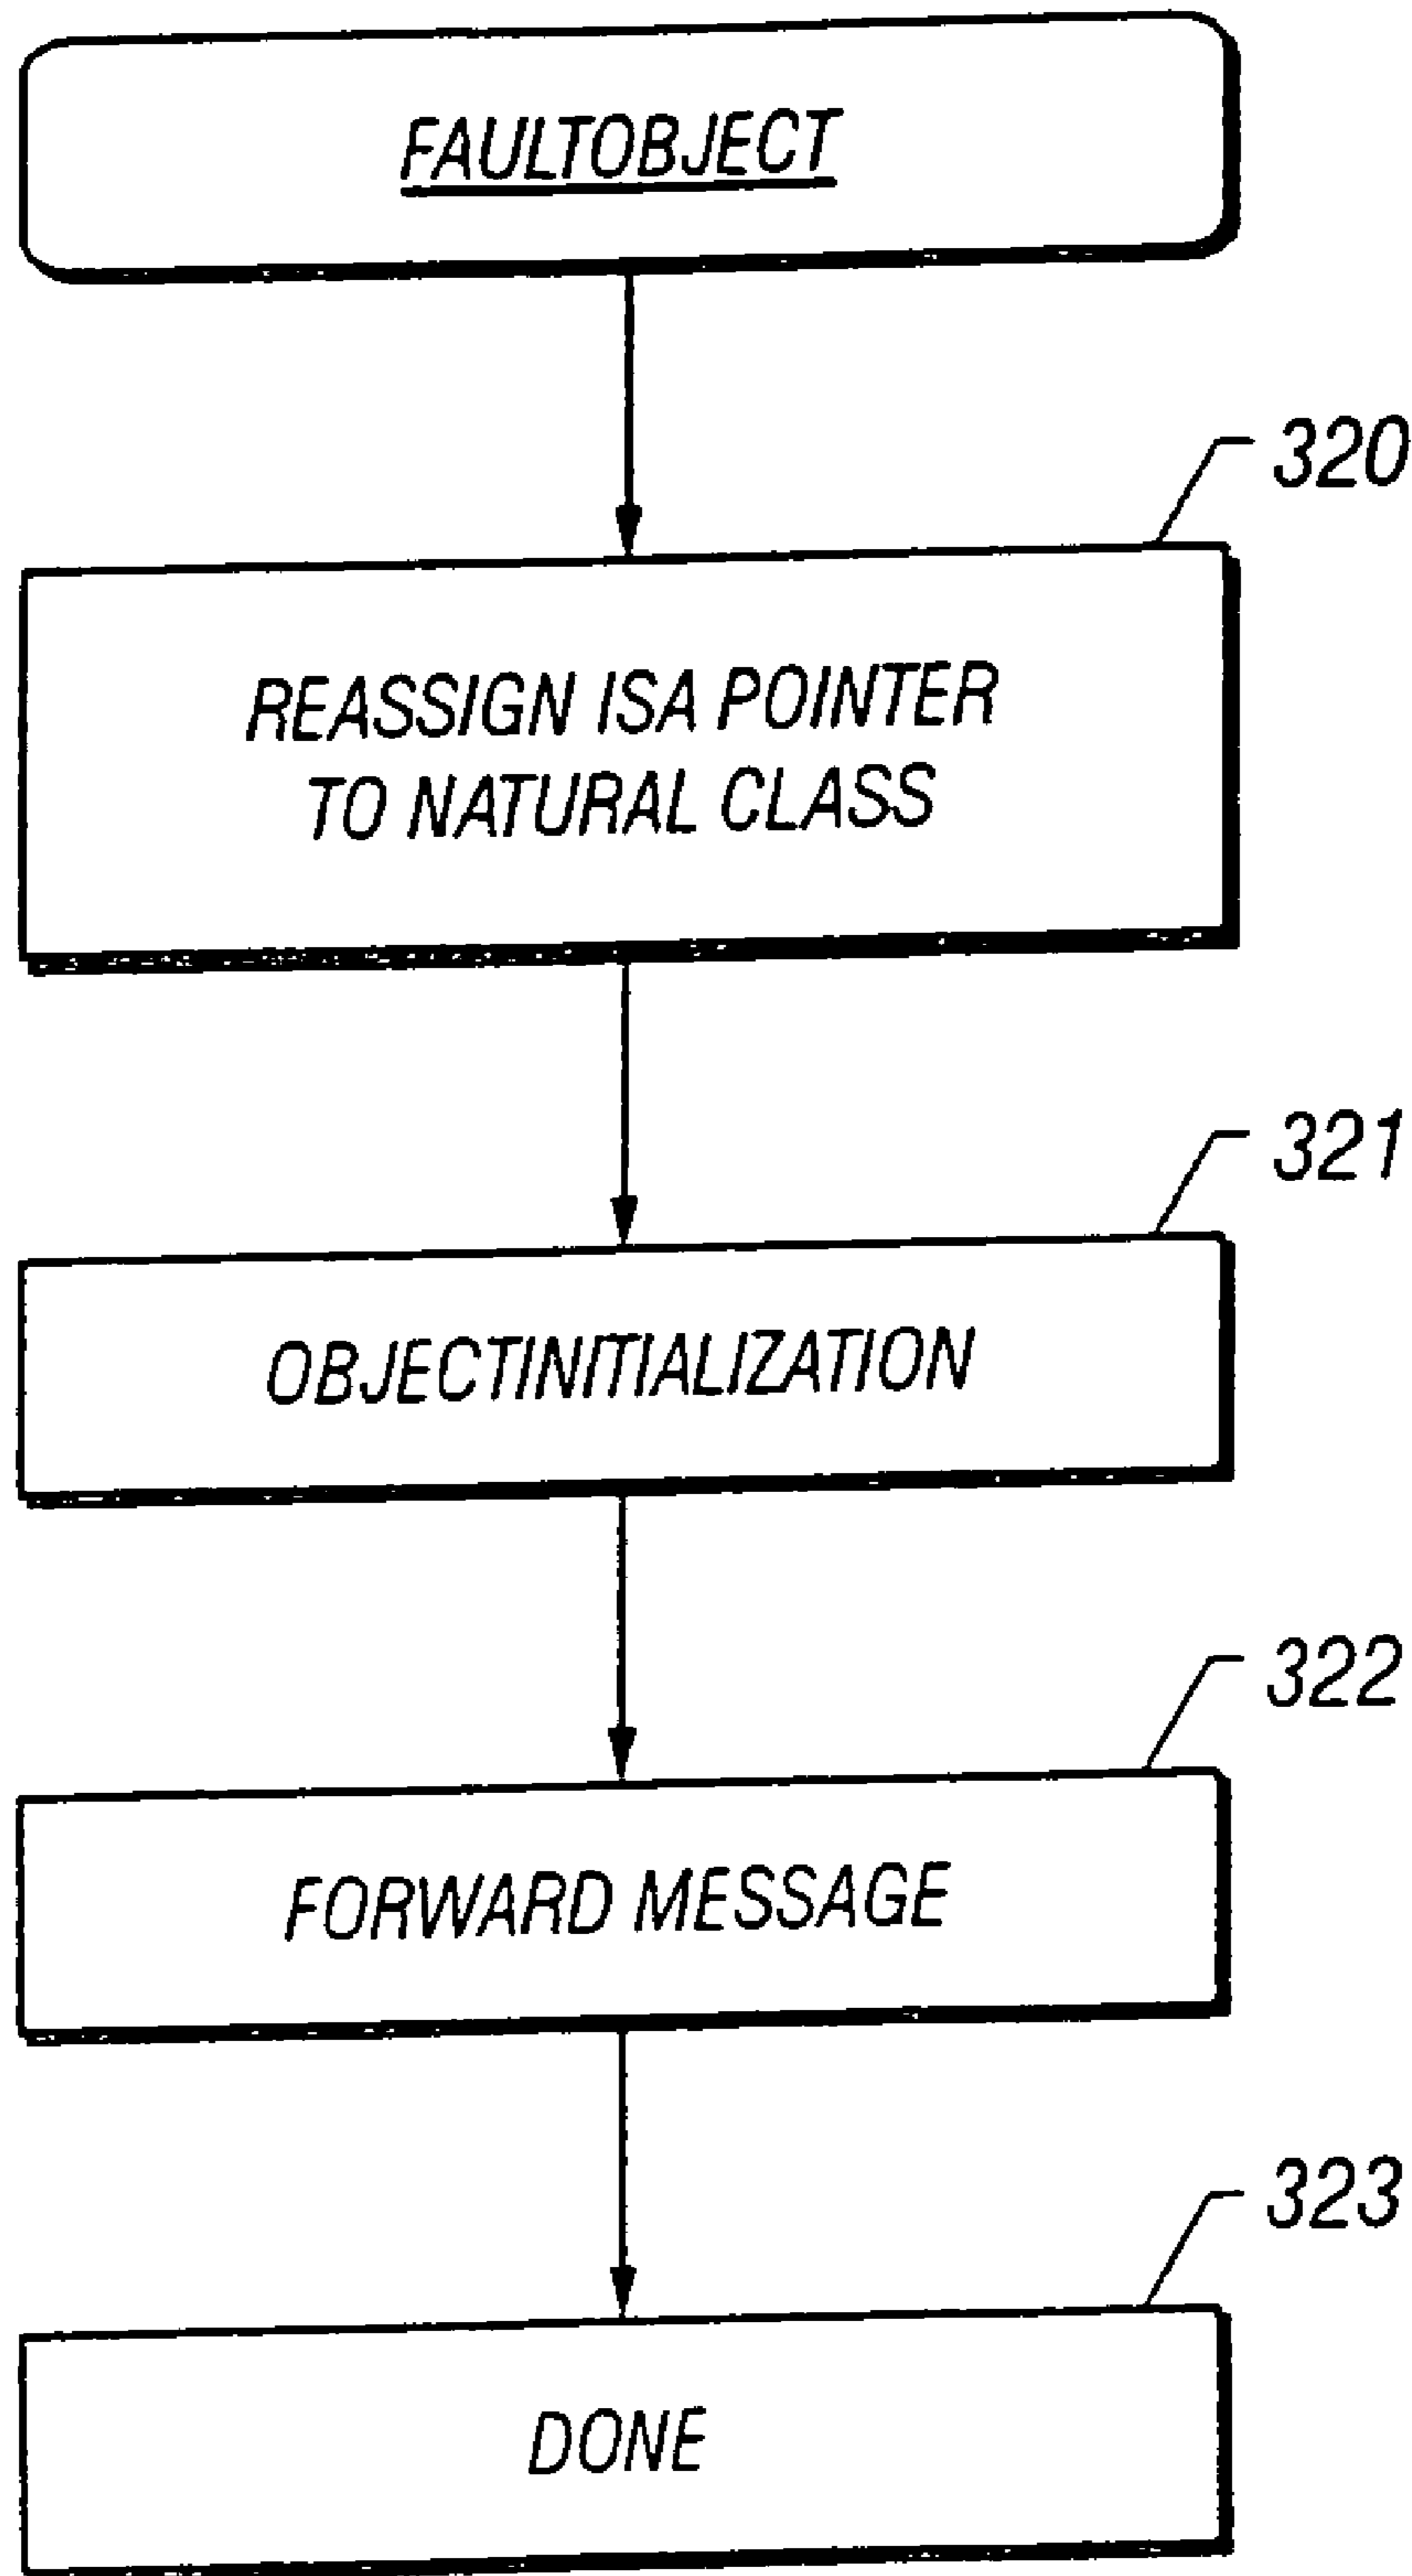 FAULTOBJECT
320
REASSIGN ISA POINTER
TO NATURAL CLASS
321
OBJECTINITIALIZATION
322
FORWARD MESSAGE
323
DONE